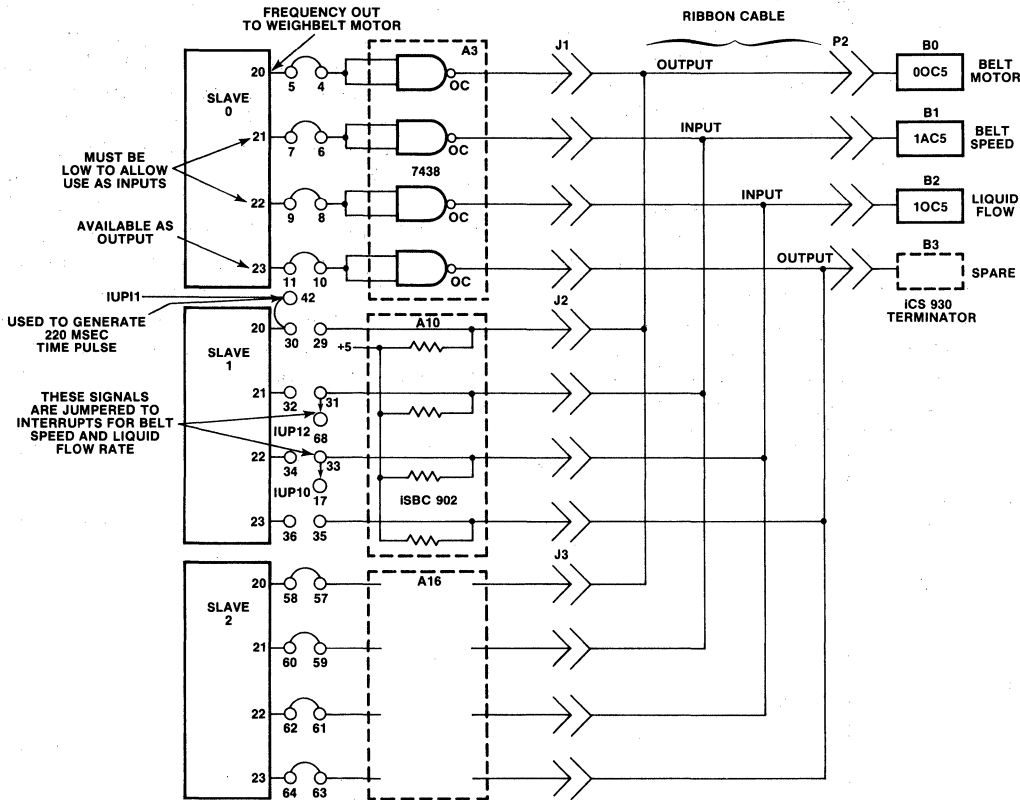 FREQUENCY OUT
TO WEIGHBELT MOTOR
RIBBON CABLE
A3
J1
P2
B0
20
5
4
OC
OUTPUT
00C5
BELT
MOTOR
SLAVE
0
B1
21
7
6
OC
INPUT
1AC5
BELT
SPEED
MUST BE
LOW TO ALLOW
USE AS INPUTS
7438
B2
22
9
8
OC
INPUT
10C5
LIQUID
FLOW
AVAILABLE AS
OUTPUT
B3
23
11
10
OC
OUTPUT
SPARE
IUPI1
42
J2
iCS 930
TERMINATOR
USED TO GENERATE
220 MSEC
TIME PULSE
A10
20
30
29
+5
SLAVE
1
21
32
31
THESE SIGNALS
ARE JUMPERED TO
INTERRUPTS FOR BELT
SPEED AND LIQUID
FLOW RATE
IUP12
68
22
34
33
IUP10
17
iSBC 902
23
36
35
J3
A16
20
58
57
SLAVE
2
21
60
59
22
62
61
23
64
63